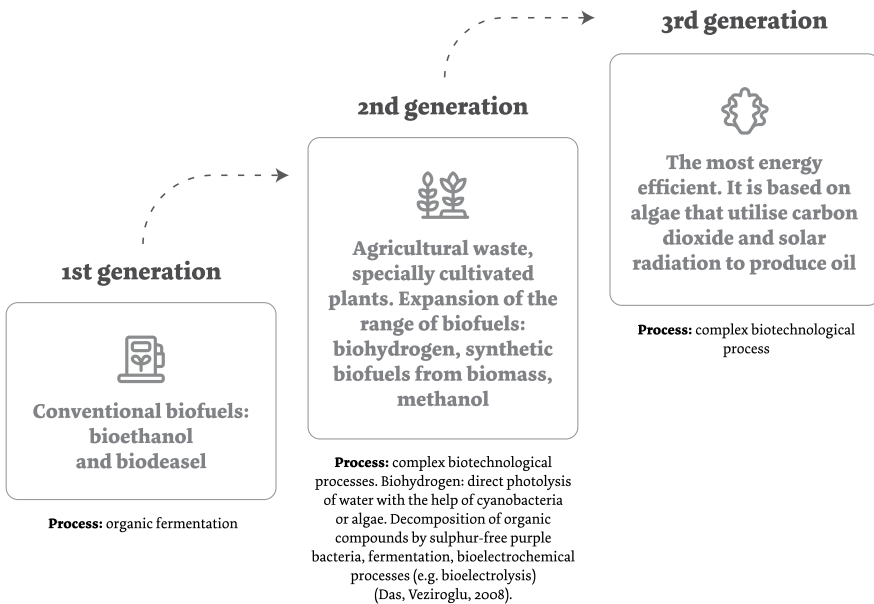 1st generation
Conventional biofuels:
bioethanol
and biodeasel
Process: organic fermentation
2nd generation
Agricultural waste,
specially cultivated
plants. Expansion of the
range of biofuels:
biohydrogen, synthetic
biofuels from biomass,
methanol
Process: complex biotechnological
processes. Biohydrogen: direct photolysis
of water with the help of cyanobacteria
or algae. Decomposition of organic
compounds by sulphur-free purple
bacteria, fermentation, bioelectrochemical
processes (e.g. bioelectrolysis)
(Das, Veziroglu, 2008).
3rd generation
The most energy
efficient. It is based on
algae that utilise carbon
dioxide and solar
radiation to produce oil
Process: complex biotechnological
process